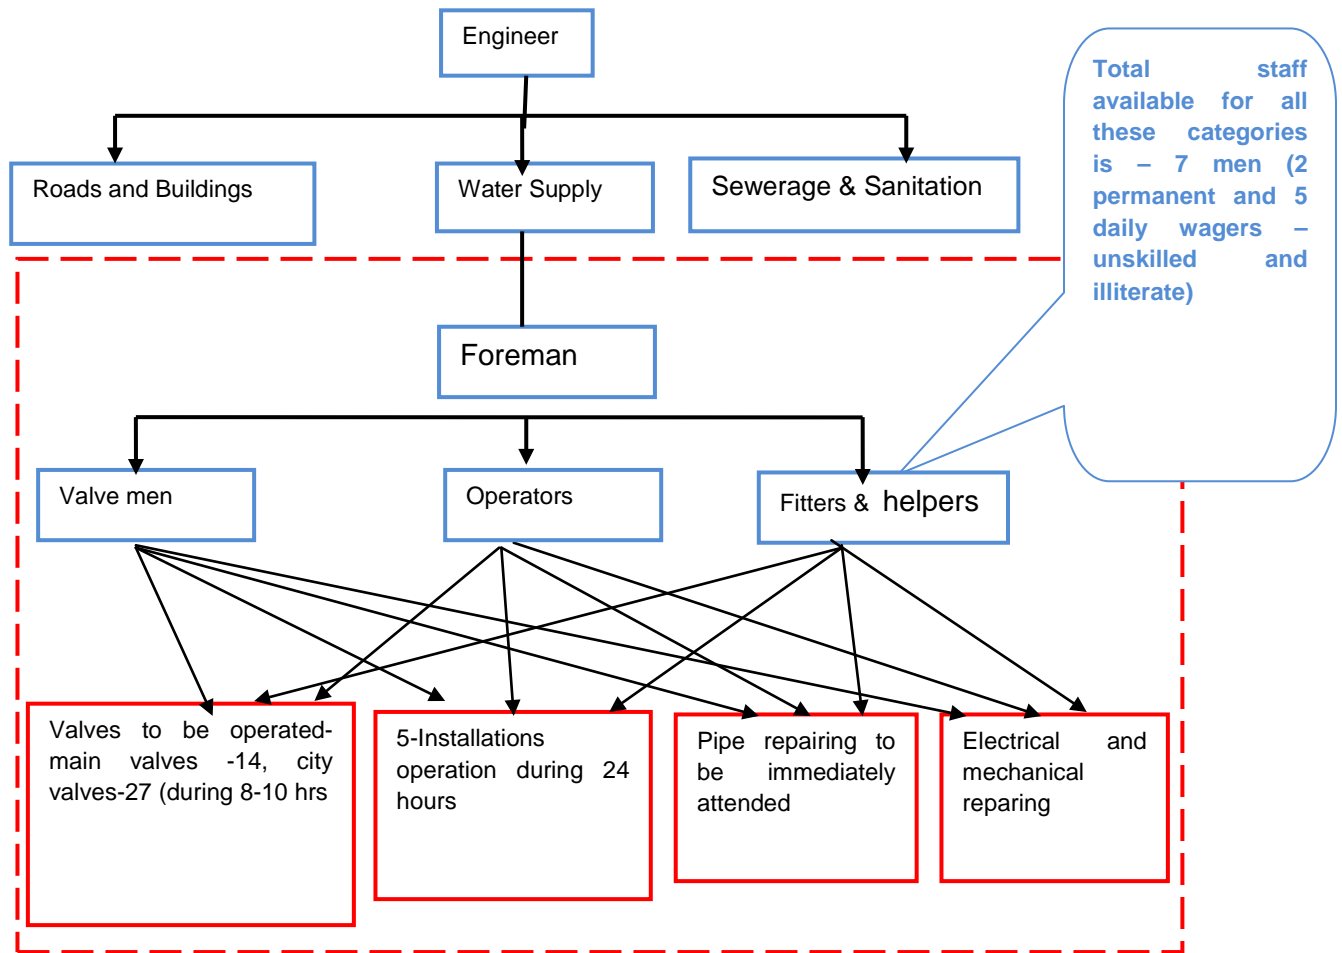 Engineer
Total staff
available for all
these categories
is – 7 men (2
permanent and 5
daily wagers –
unskilled and
illiterate)
Roads and Buildings
Water Supply
Sewerage & Sanitation
Foreman
Valve men
Operators
Fitters & helpers
Valves to be operated-
main valves -14, city
valves-27 (during 8-10 hrs
5-Installations
operation during 24
hours
Pipe repairing to
be immediately
attended
Electrical and
mechanical
reparing